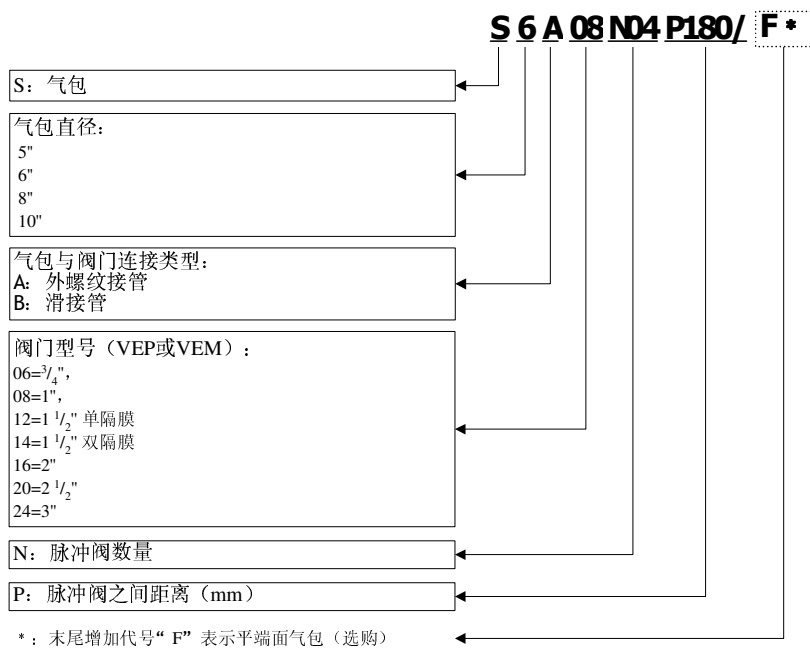 S 6 A 08 N04 P180/ F*
S：气包
气包直径：
5"
6"
8"
10"
气包与阀门连接类型：
A：外螺纹接管
B：滑接管
阀门型号（VEP或VEM）：
06=3/4"，
08=1"，
12=1 1/2" 单隔膜
14=1 1/2" 双隔膜
16=2"
20=2 1/2"
24=3"
N：脉冲阀数量
P：脉冲阀之间距离（mm）
*：末尾增加代号“F”表示平端面气包（选购）